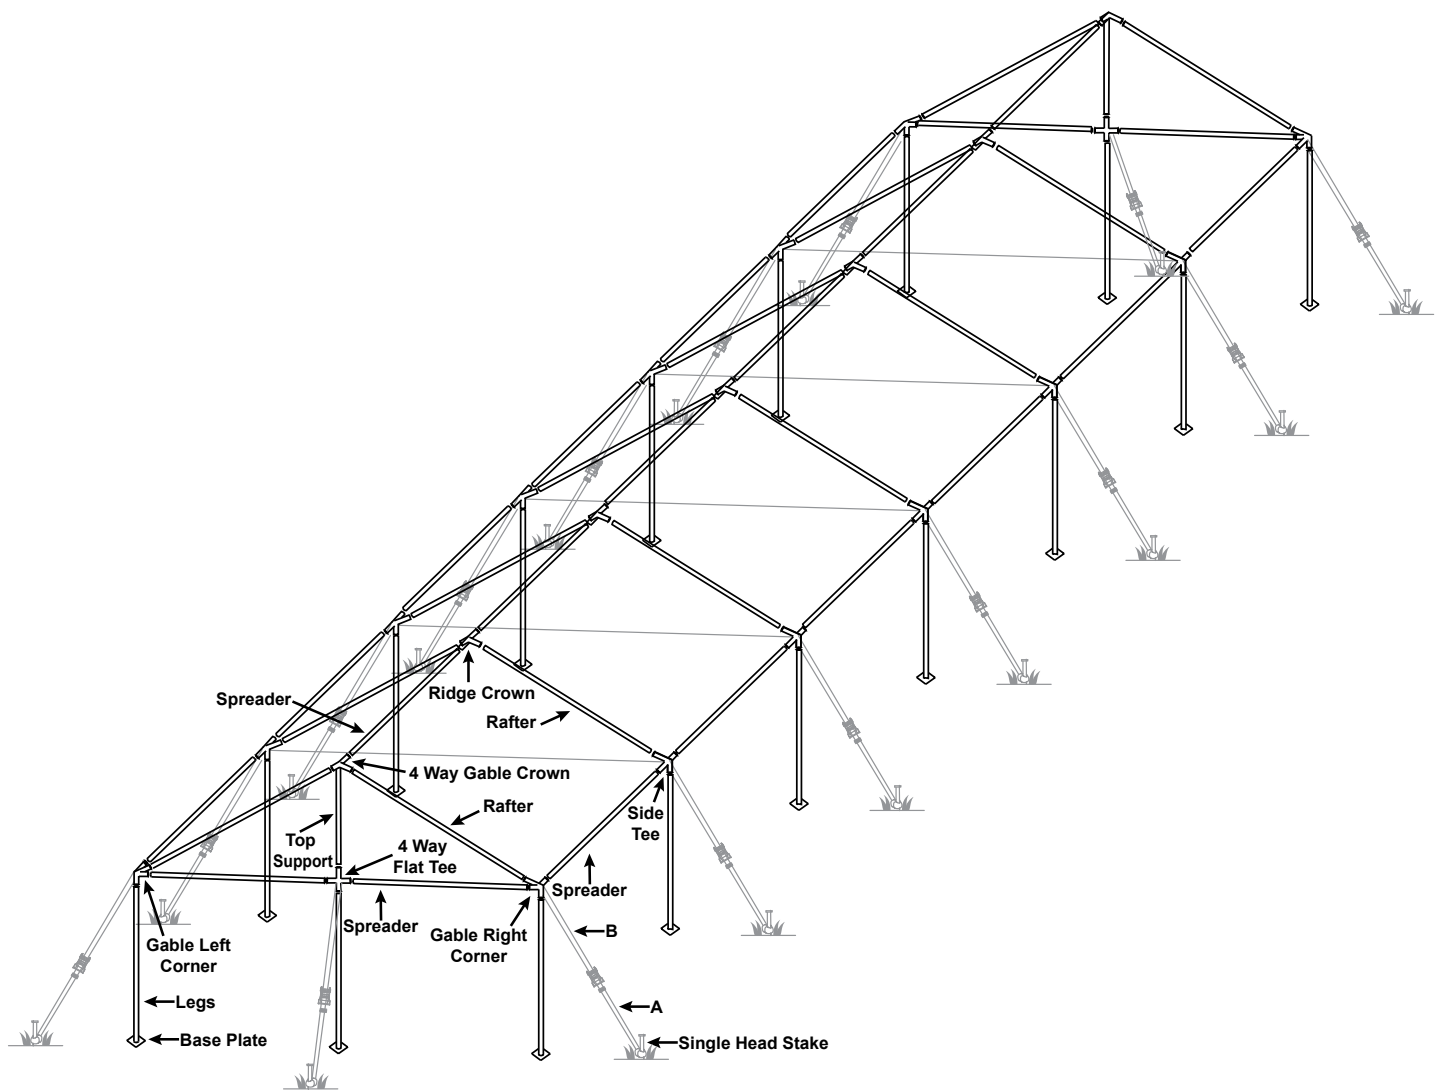 Ridge Crown
Spreader
Rafter
4 Way Gable Crown
Rafter
Side
Tee
Top
Support
4 Way
Flat Tee
Spreader
Spreader
Gable Right
Corner
B
Gable Left
Corner
Legs
A
Base Plate
Single Head Stake